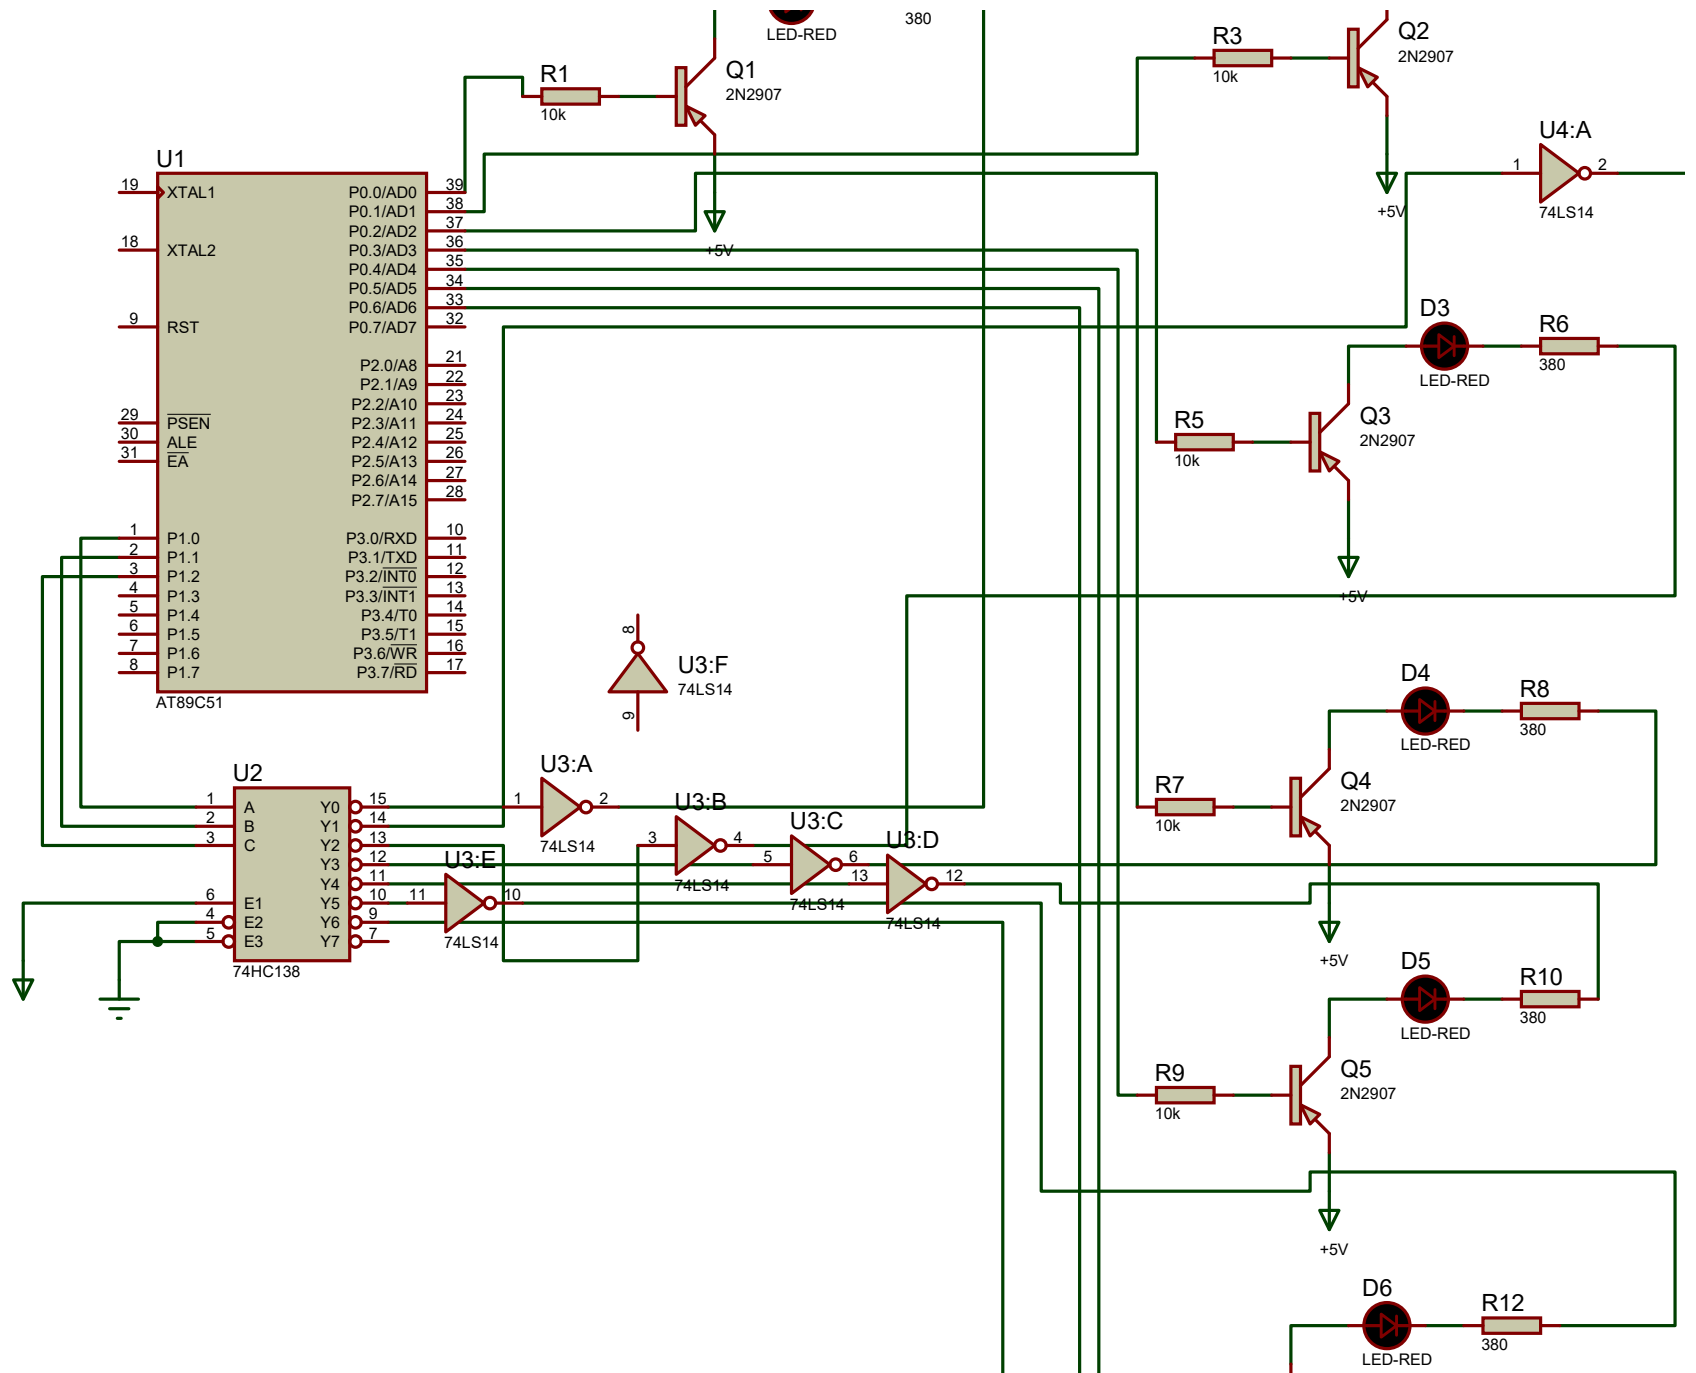 LED-RED
380
R1
10k
Q1
2N2907
R3
10k
Q2
2N2907
+5V
+5V
U4:A
1
2
74LS14
U1
19
XTAL1
18
XTAL2
9
RST
29
PSEN
30
ALE
31
EA
1
P1.0
2
P1.1
3
P1.2
4
P1.3
5
P1.4
6
P1.5
7
P1.6
8
P1.7
P0.0/AD0
39
P0.1/AD1
38
P0.2/AD2
37
P0.3/AD3
36
P0.4/AD4
35
P0.5/AD5
34
P0.6/AD6
33
P0.7/AD7
32
P2.0/A8
21
P2.1/A9
22
P2.2/A10
23
P2.3/A11
24
P2.4/A12
25
P2.5/A13
26
P2.6/A14
27
P2.7/A15
28
P3.0/RXD
10
P3.1/TXD
11
P3.2/INT0
12
P3.3/INT1
13
P3.4/T0
14
P3.5/T1
15
P3.6/WR
16
P3.7/RD
17
AT89C51
D3
LED-RED
R6
380
R5
10k
Q3
2N2907
+5V
8
U3:F
74LS14
9
D4
LED-RED
R8
380
R7
10k
Q4
2N2907
+5V
U2
1
A
2
B
3
C
6
E1
4
E2
5
E3
Y0
15
Y1
14
Y2
13
Y3
12
Y4
11
Y5
10
Y6
9
Y7
7
74HC138
U3:A
1
2
74LS14
U3:B
3
4
74LS14
U3:C
5
6
74LS14
U3:D
13
12
74LS14
U3:E
11
10
74LS14
D5
LED-RED
R10
380
R9
10k
Q5
2N2907
+5V
D6
LED-RED
R12
380